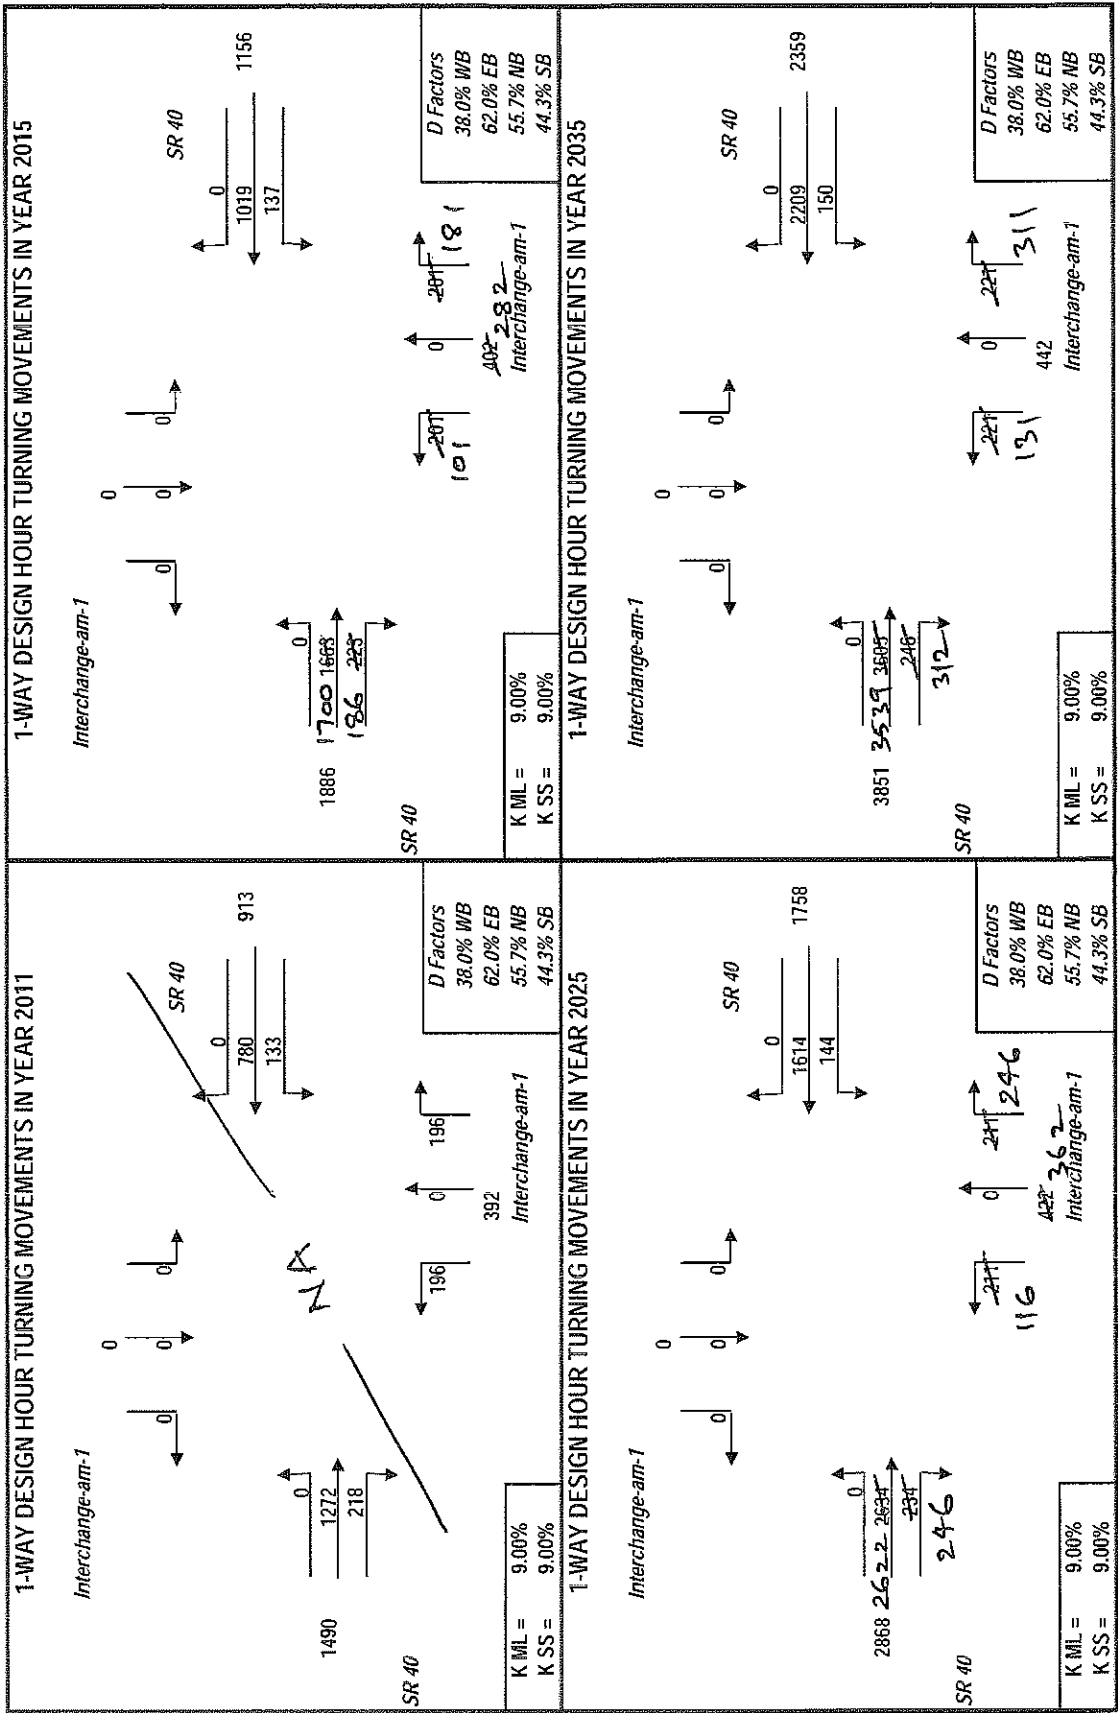 1-WAY DESIGN HOUR TURNING MOVEMENTS IN YEAR 2011
Interchange-am-1
0
0
0
0
SR 40
0
780
133
913
1490
0
1272
218
SR 40
NA
196
0
196
392
Interchange-am-1
K ML = 9.00%
K SS = 9.00%
D Factors
38.0% WB
62.0% EB
55.7% NB
44.3% SB
1-WAY DESIGN HOUR TURNING MOVEMENTS IN YEAR 2015
Interchange-am-1
0
0
0
0
SR 40
0
1019
137
1156
1886
0
1700 1663
186 223
SR 40
201
101
0
201
181
402 282
Interchange-am-1
K ML = 9.00%
K SS = 9.00%
D Factors
38.0% WB
62.0% EB
55.7% NB
44.3% SB
1-WAY DESIGN HOUR TURNING MOVEMENTS IN YEAR 2025
Interchange-am-1
0
0
0
0
SR 40
0
1614
144
1758
2868
0
2622 2634
234
246
SR 40
211
116
0
211
246
422 362
Interchange-am-1
K ML = 9.00%
K SS = 9.00%
D Factors
38.0% WB
62.0% EB
55.7% NB
44.3% SB
1-WAY DESIGN HOUR TURNING MOVEMENTS IN YEAR 2035
Interchange-am-1
0
0
0
0
SR 40
0
2209
150
2359
3851
0
3539 3605
246
312
SR 40
221
131
0
221
311
442
Interchange-am-1
K ML = 9.00%
K SS = 9.00%
D Factors
38.0% WB
62.0% EB
55.7% NB
44.3% SB